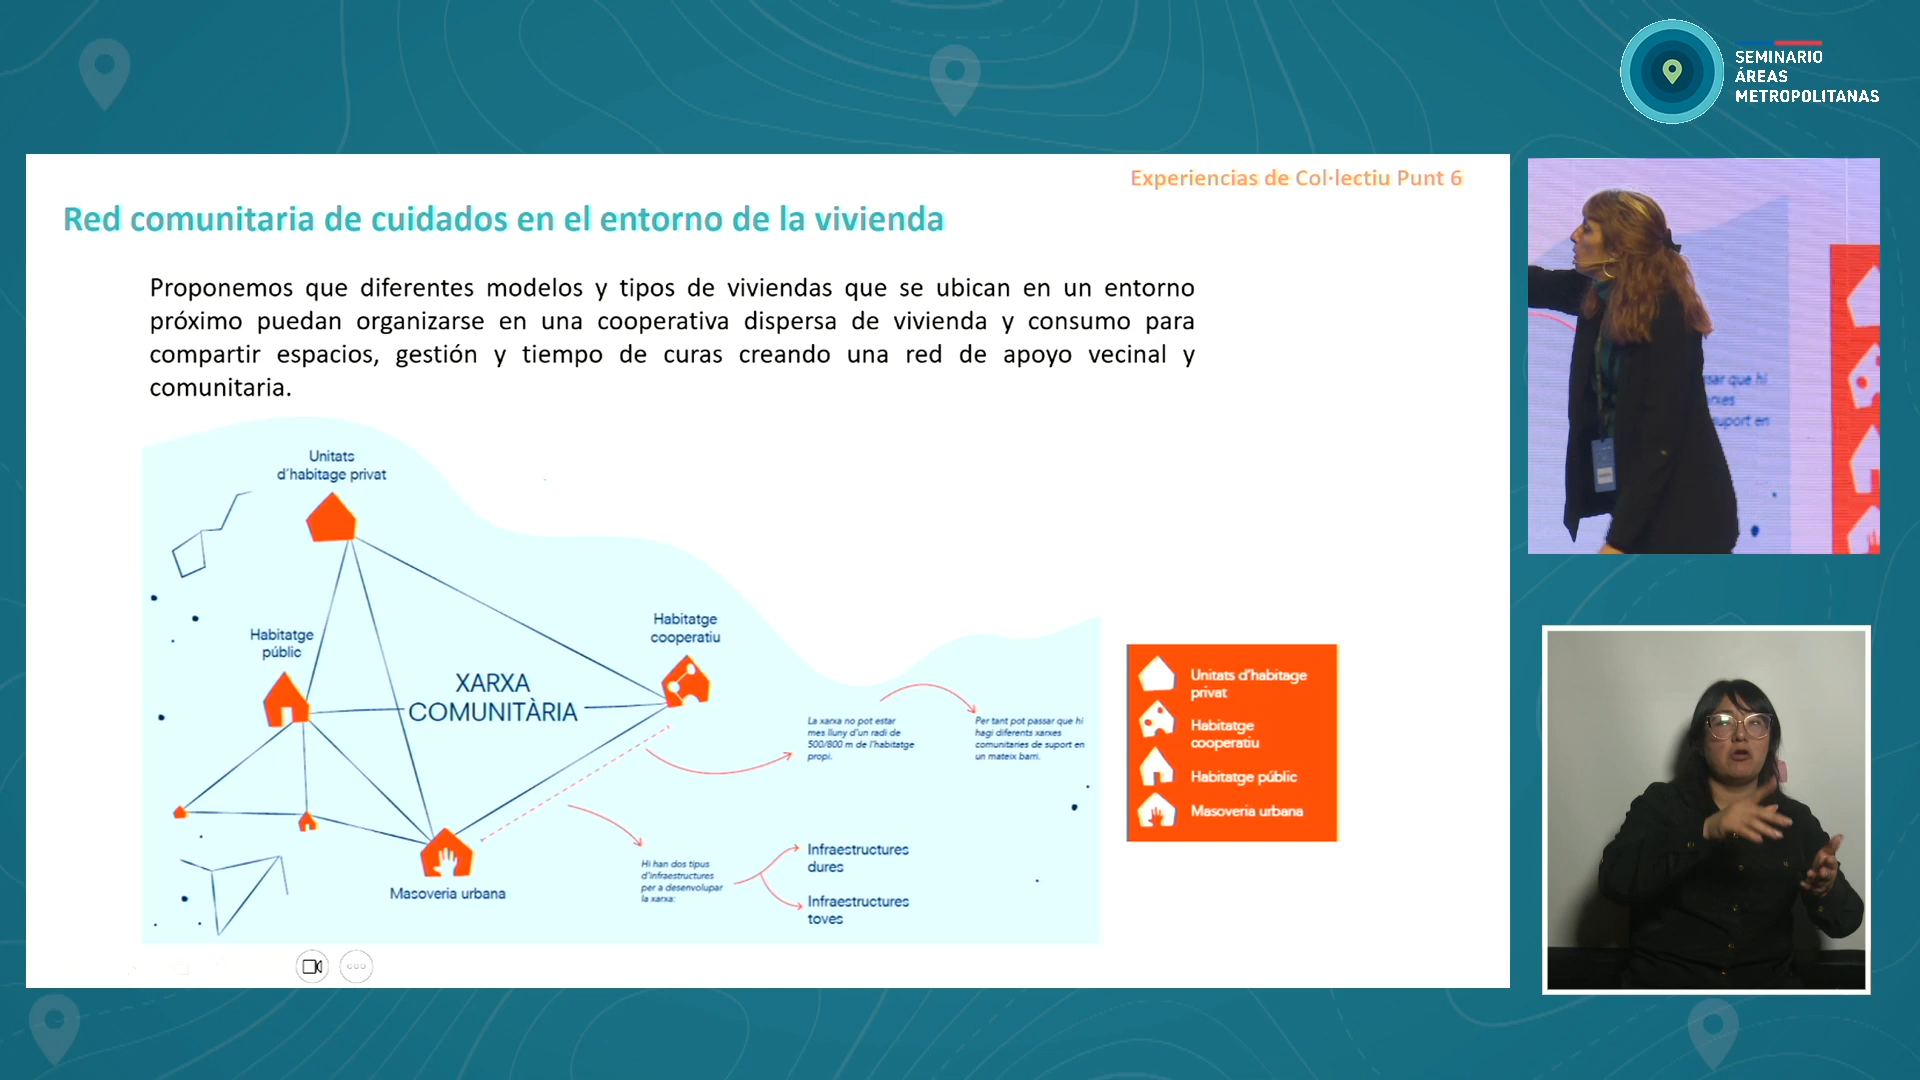 SEMINARIO
ÁREAS
METROPOLITANAS
Experiencias de Col·lectiu Punt 6
Red comunitaria de cuidados en el entorno de la vivienda
Proponemos que diferentes modelos y tipos de viviendas que se ubican en un entorno
próximo puedan organizarse en una cooperativa dispersa de vivienda y consumo para
compartir espacios, gestión y tiempo de curas creando una red de apoyo vecinal y
comunitaria.
Unitats
d'habitage privat
Habitatge
públic
Habitatge
cooperatiu
XARXA
COMUNITÀRIA
Masoveria urbana
La xarxa no pot estar
mes lluny d'un radi de
500/800 m de l'habitatge
propi.
Per tant pot passar que hi
hagi diferents xarxes
comunitaries de suport en
un mateix barri.
Hi han dos tipus
d'infraestructures
per a desenvolupar
la xarxa:
Infraestructures
dures
Infraestructures
toves
Unitats d'habitage
privat
Habitatge
cooperatiu
Habitatge públic
Masoveria urbana
sar que hi
suport en